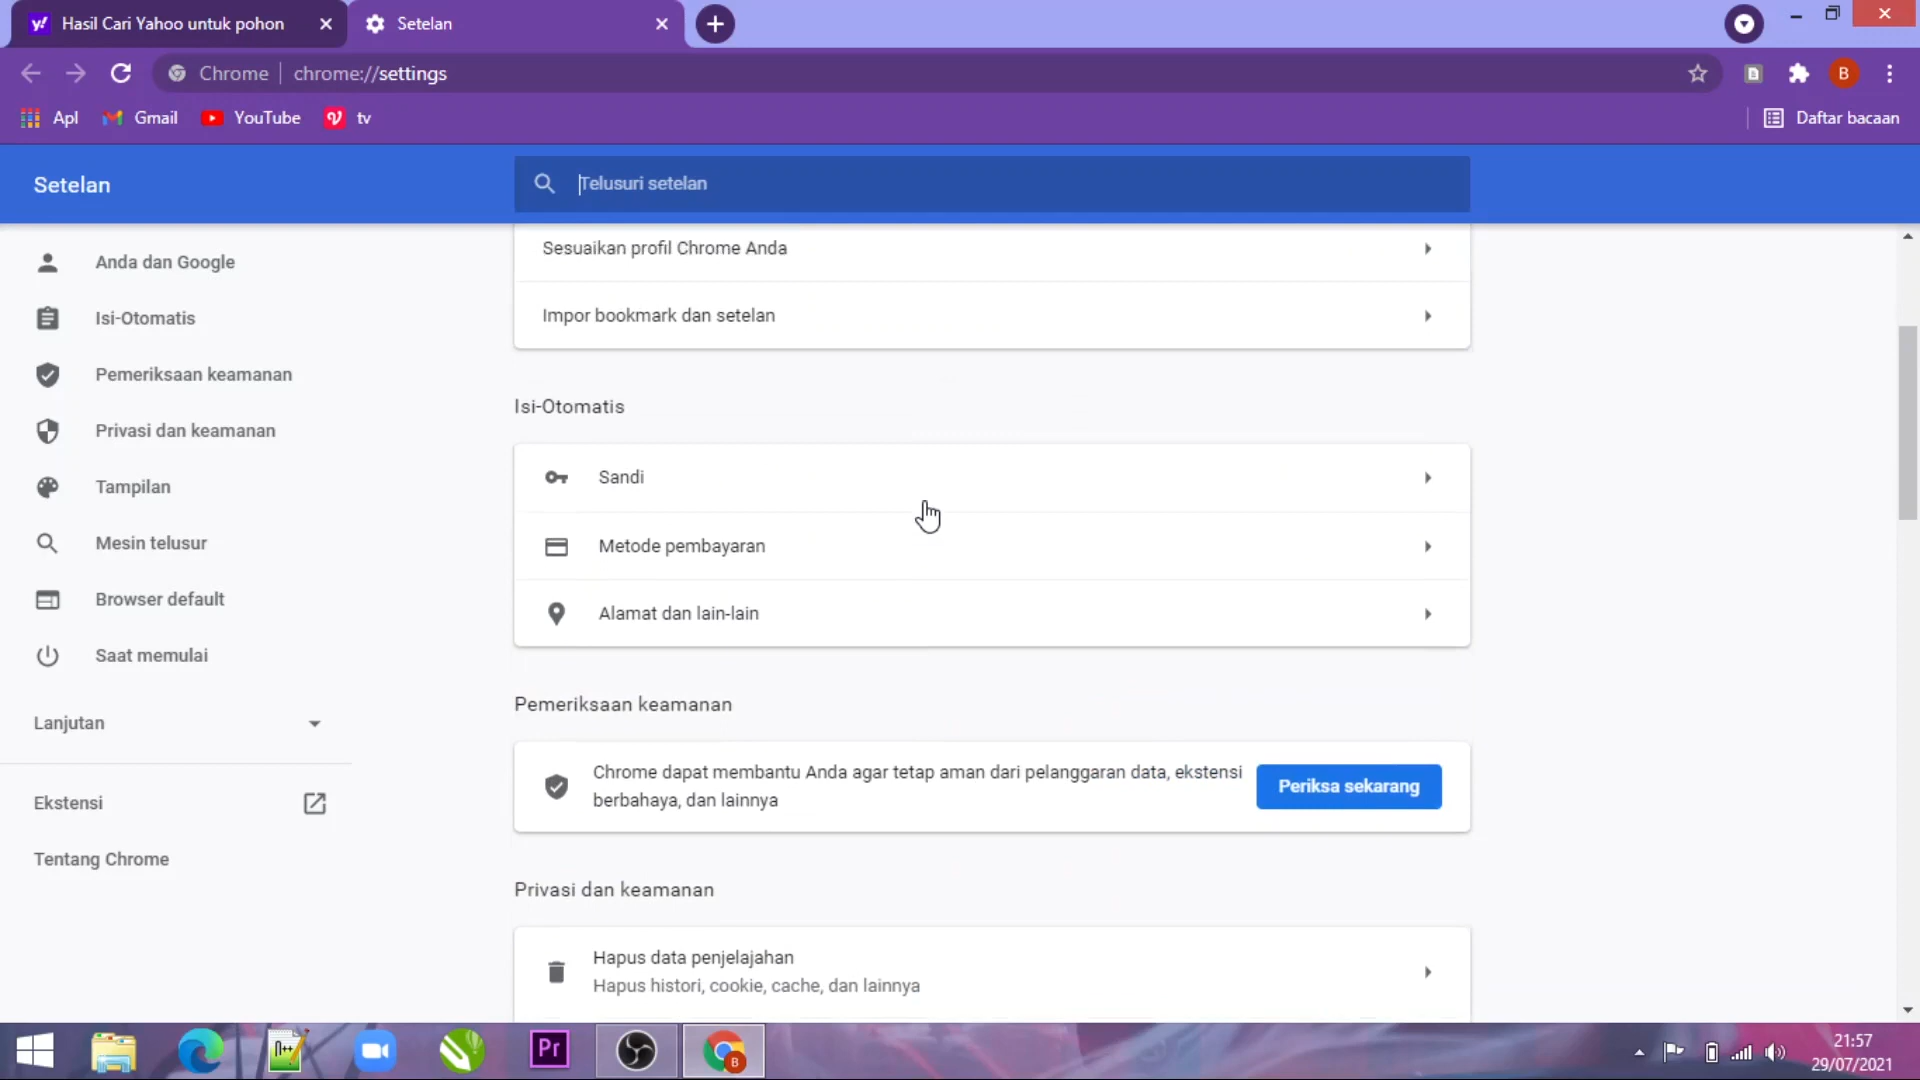 Hasil Cari Yahoo untuk pohon
Setelan
Chrome
chrome://settings
B
Apl
Gmail
YouTube
tv
Daftar bacaan
Setelan
Telusuri setelan
Anda dan Google
Isi-Otomatis
Pemeriksaan keamanan
Privasi dan keamanan
Tampilan
Mesin telusur
Browser default
Saat memulai
Lanjutan
Ekstensi
Tentang Chrome
Sesuaikan profil Chrome Anda
Impor bookmark dan setelan
Isi-Otomatis
Sandi
Metode pembayaran
Alamat dan lain-lain
Pemeriksaan keamanan
Chrome dapat membantu Anda agar tetap aman dari pelanggaran data, ekstensi
berbahaya, dan lainnya
Periksa sekarang
Privasi dan keamanan
Hapus data penjelajahan
Hapus histori, cookie, cache, dan lainnya
Pr
B
21:57
29/07/2021